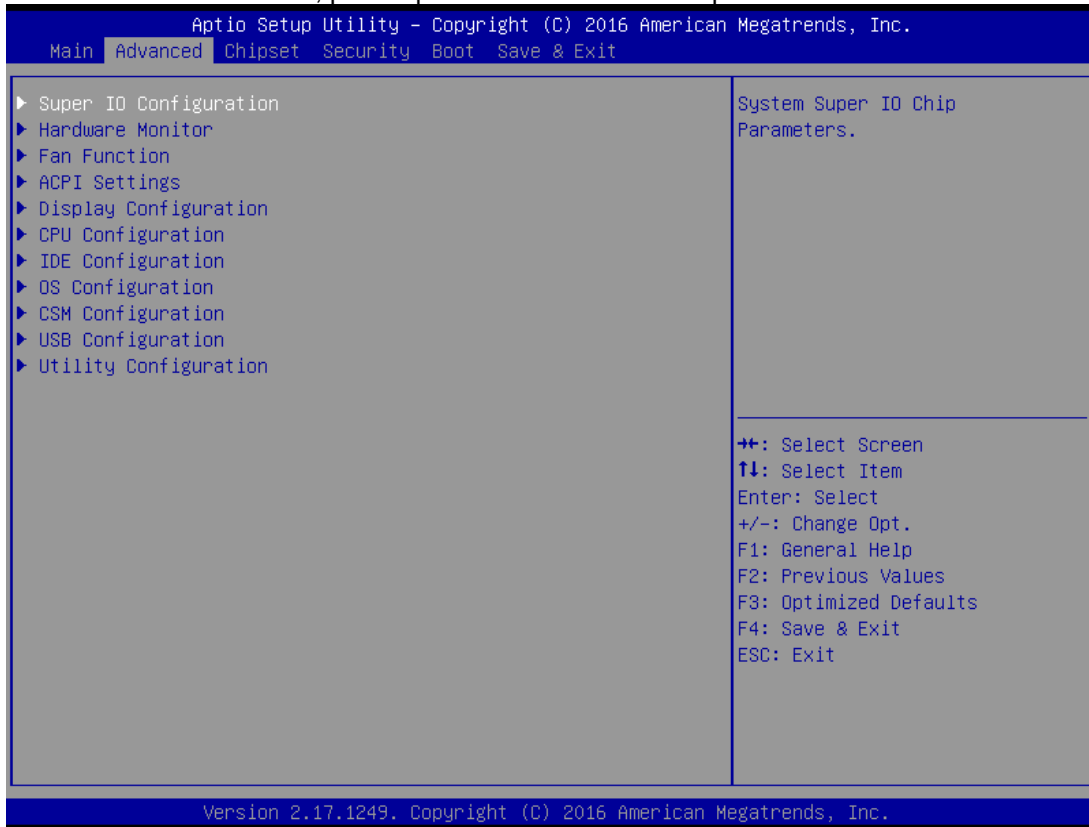 Aptio Setup Utility – Copyright (C) 2016 American Megatrends, Inc.
Main Advanced Chipset Security Boot Save & Exit
▶ Super IO Configuration
▶ Hardware Monitor
▶ Fan Function
▶ ACPI Settings
▶ Display Configuration
▶ CPU Configuration
▶ IDE Configuration
▶ OS Configuration
▶ CSM Configuration
▶ USB Configuration
▶ Utility Configuration
System Super IO Chip
Parameters.
→←: Select Screen
↑↓: Select Item
Enter: Select
+/-: Change Opt.
F1: General Help
F2: Previous Values
F3: Optimized Defaults
F4: Save & Exit
ESC: Exit
Version 2.17.1249. Copyright (C) 2016 American Megatrends, Inc.